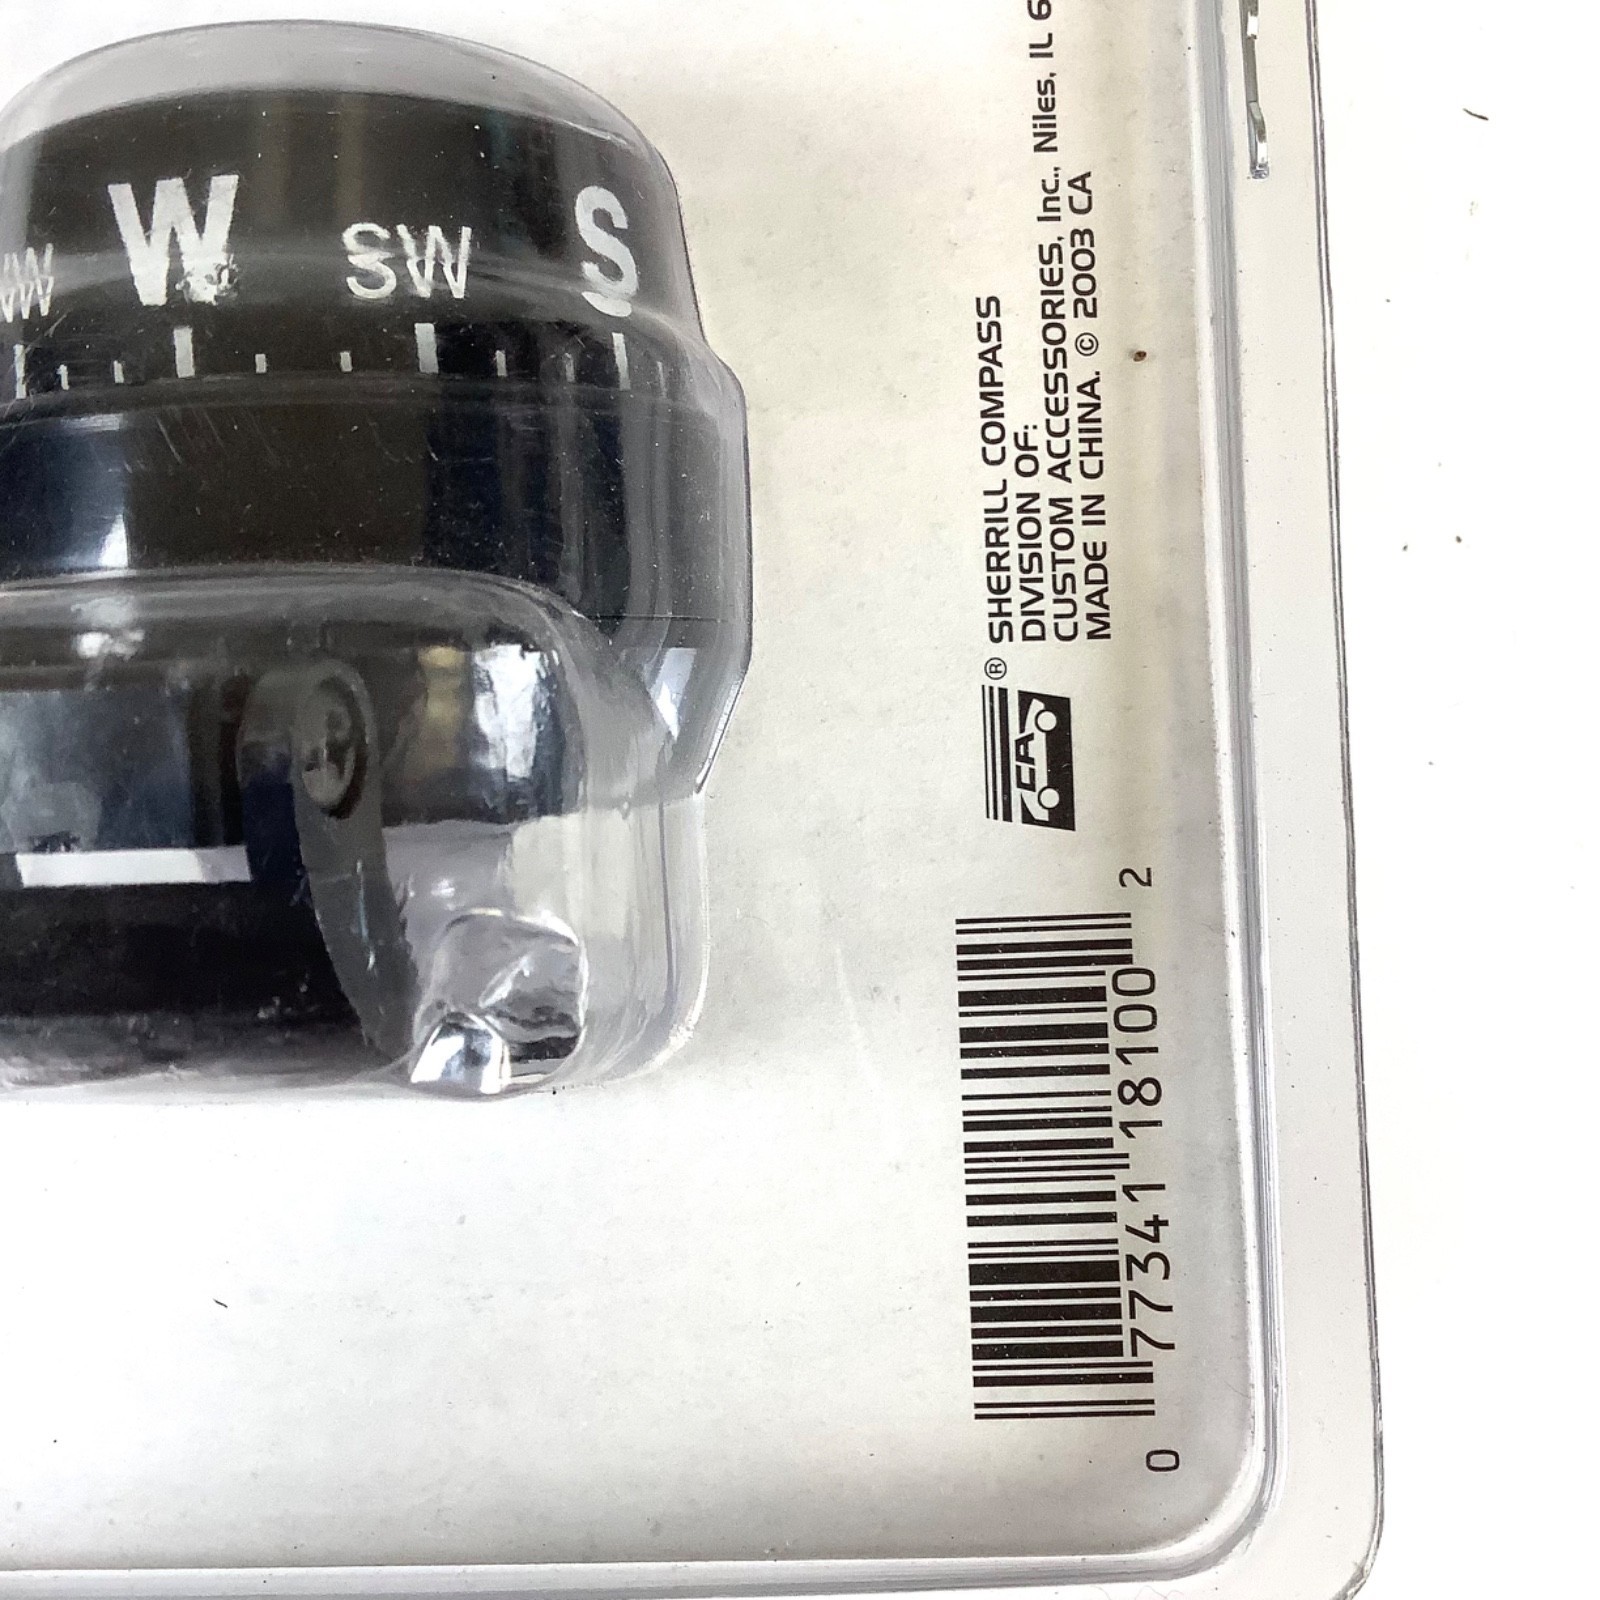 W
SW
S
® SHERRILL COMPASS
DIVISION OF:
CUSTOM ACCESSORIES, Inc., Niles, IL 6
MADE IN CHINA. © 2003 CA
CA
0 77341 18100 2